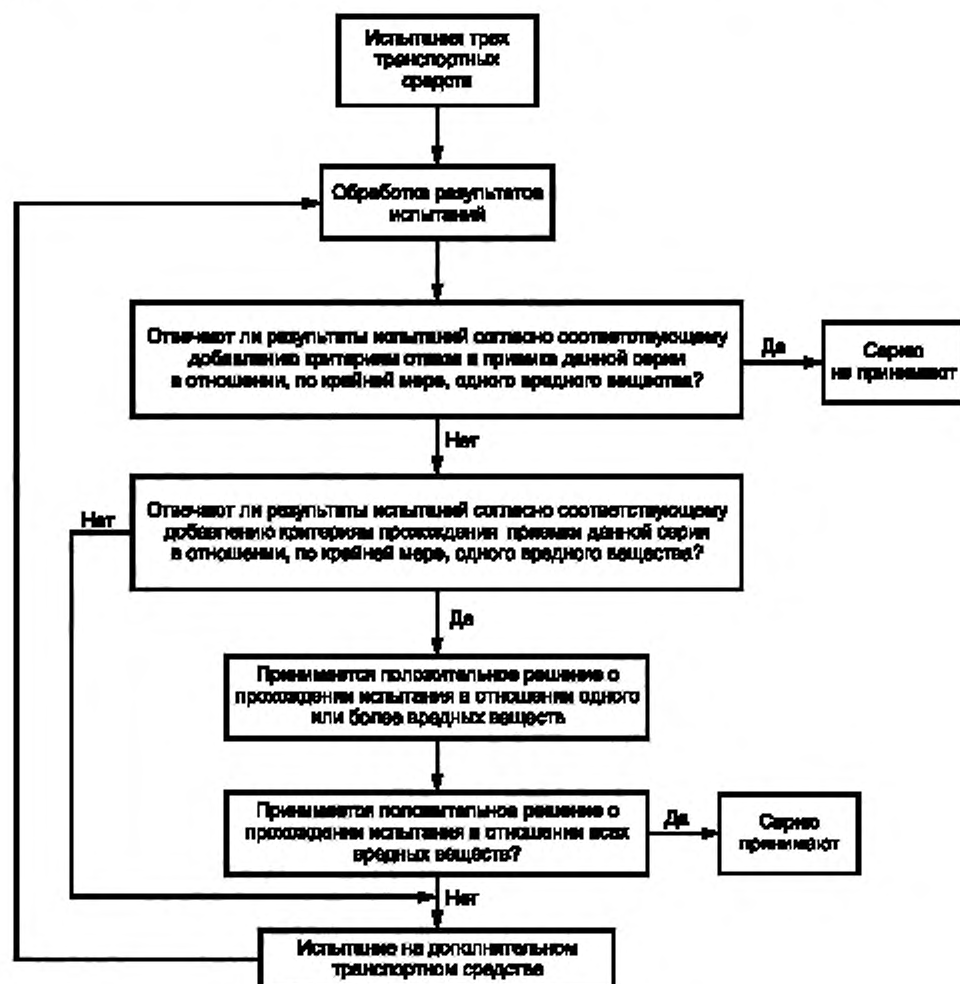 Испытания трех
транспортных
средств
Обработка результатов
испытаний
Отвечают ли результаты испытаний согласно соответствующему
добавлению критериям отказа в приемке данной серии
в отношении, по крайней мере, одного вредного вещества?
Да
Серию
не принимают
Нет
Нет
Отвечают ли результаты испытаний согласно соответствующему
добавлению критериям прохождения приемки данной серии
в отношении, по крайней мере, одного вредного вещества?
Да
Принимается положительное решение о
прохождении испытания в отношении одного
или более вредных веществ
Принимается положительное решение о
прохождении испытания в отношении всех
вредных веществ?
Да
Серию
принимают
Нет
Испытание на дополнительном
транспортном средстве